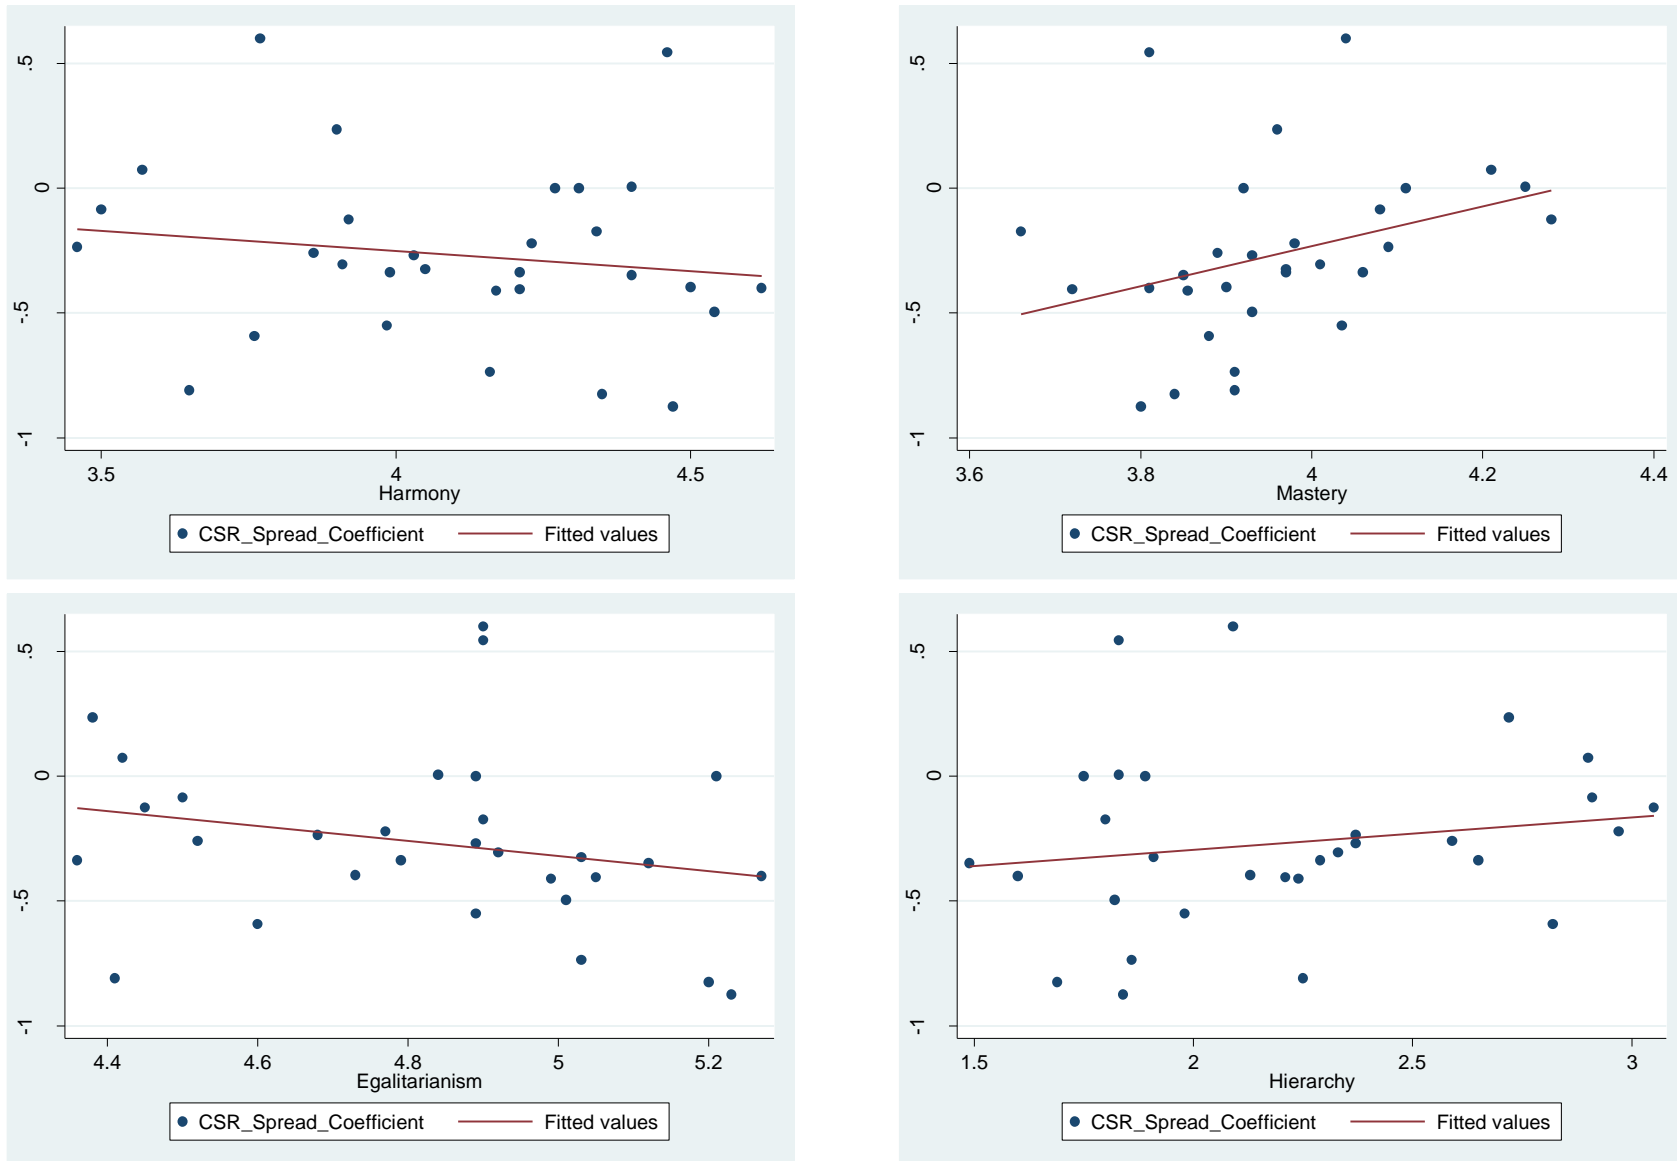 .5
0
-.5
-1
3.5 4 4.5
Harmony
CSR_Spread_Coefficient Fitted values
.5
0
-.5
-1
3.6 3.8 4 4.2 4.4
Mastery
CSR_Spread_Coefficient Fitted values
.5
0
-.5
-1
4.4 4.6 4.8 5 5.2
Egalitarianism
CSR_Spread_Coefficient Fitted values
.5
0
-.5
-1
1.5 2 2.5 3
Hierarchy
CSR_Spread_Coefficient Fitted values